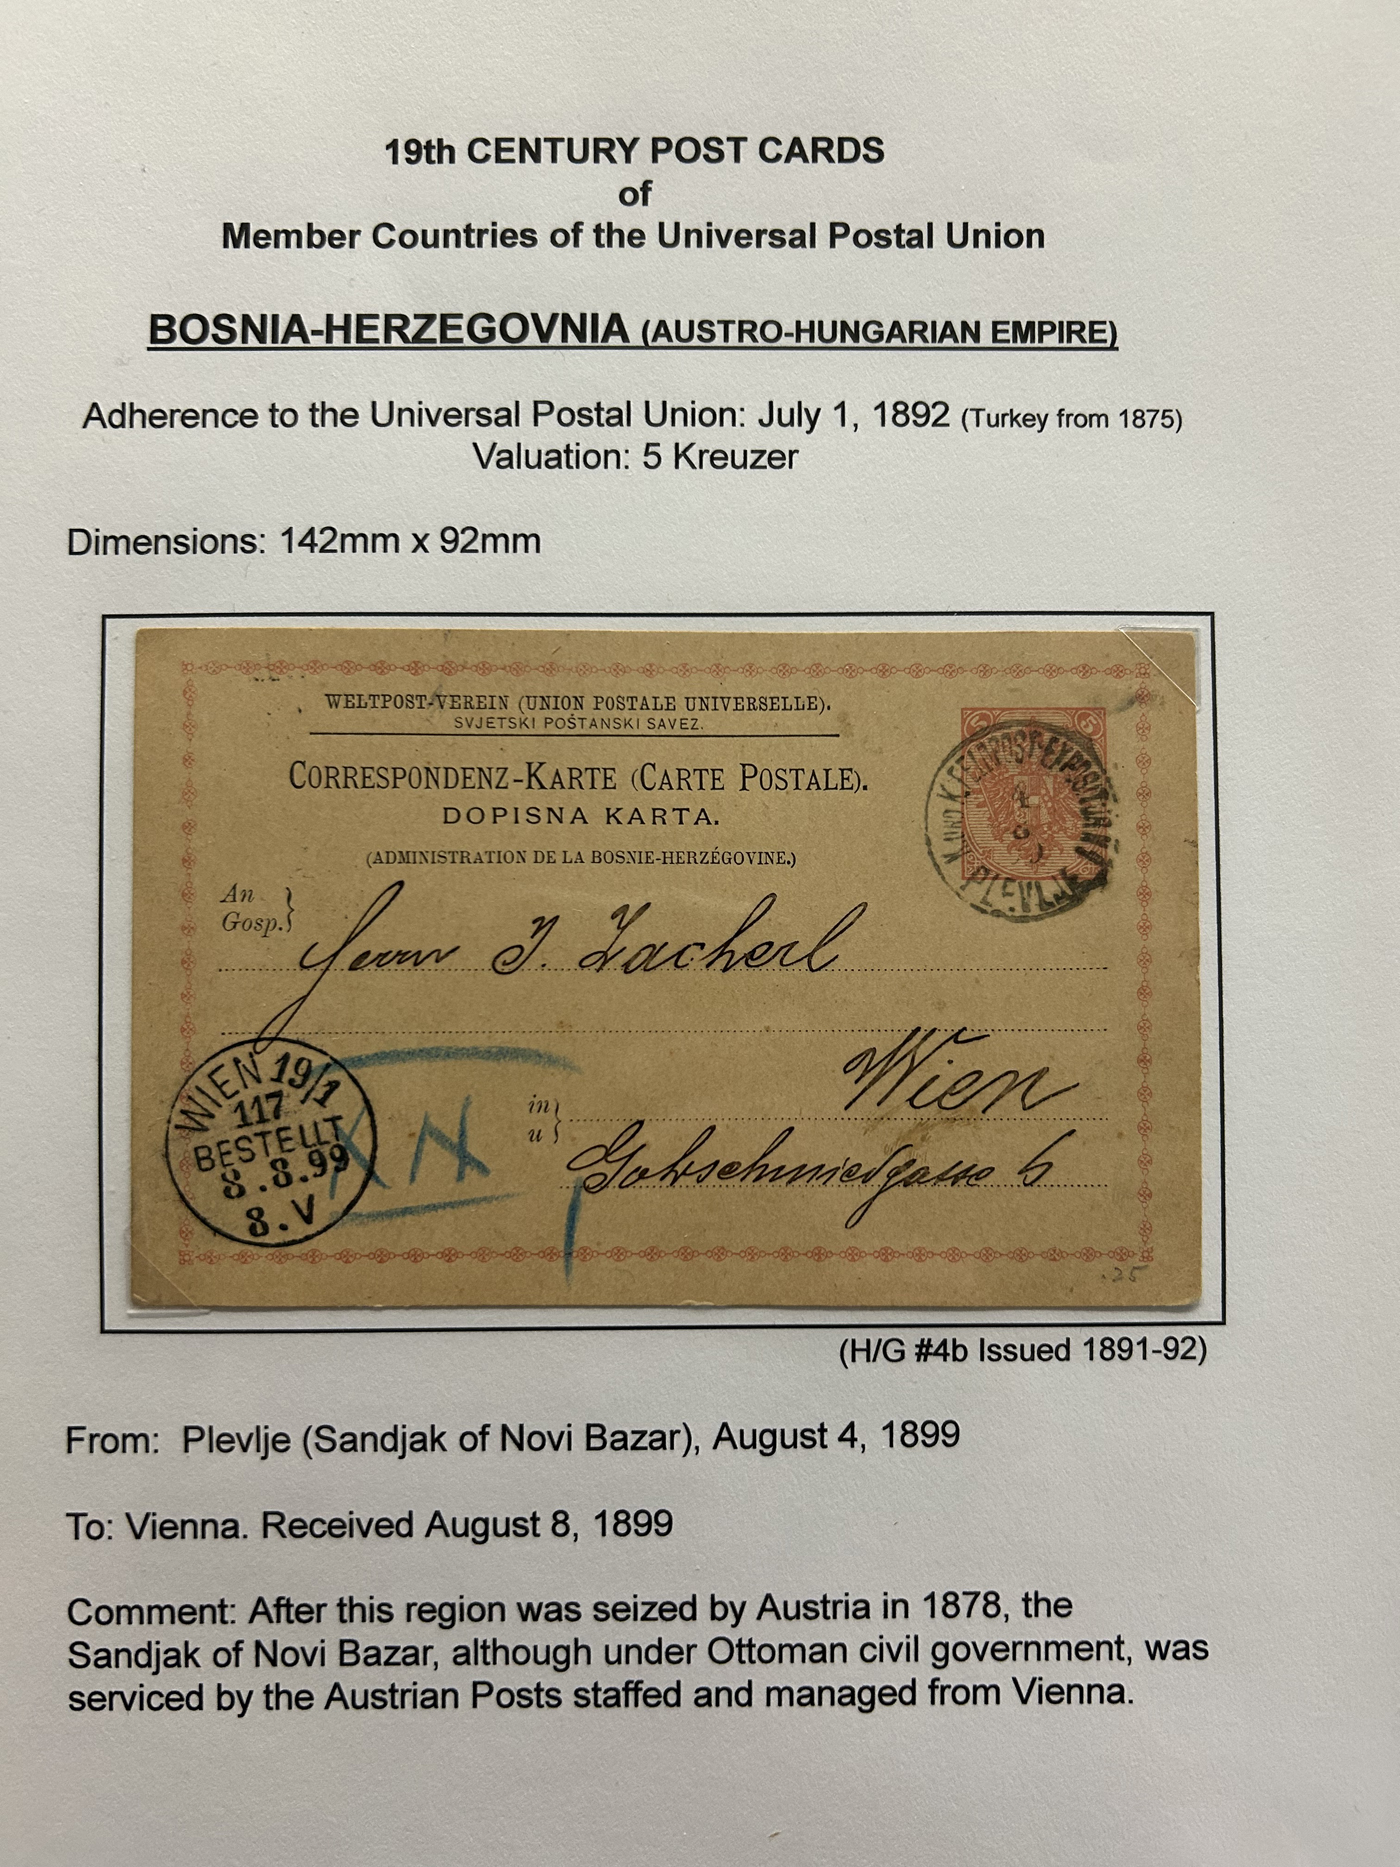 19th CENTURY POST CARDS
of
Member Countries of the Universal Postal Union
BOSNIA-HERZEGOVNIA (AUSTRO-HUNGARIAN EMPIRE)
Adherence to the Universal Postal Union: July 1, 1892 (Turkey from 1875)
Valuation: 5 Kreuzer
Dimensions: 142mm x 92mm
WELTPOST-VEREIN (UNION POSTALE UNIVERSELLE).
SVJETSKI POŠTANSKI SAVEZ.
CORRESPONDENZ-KARTE (CARTE POSTALE).
DOPISNA KARTA.
(ADMINISTRATION DE LA BOSNIE-HERZÉGOVINE.)
5 5
K. UND K. FELDPOST-EXPOSITUR
PLEVLJE
An
Gosp.
Herrn J. Zacherl
Wien
in
u
6
WIEN 19/1
117
BESTELLT
8.8.99
8.V
.25
(H/G #4b Issued 1891-92)
From: Plevlje (Sandjak of Novi Bazar), August 4, 1899
To: Vienna. Received August 8, 1899
Comment: After this region was seized by Austria in 1878, the
Sandjak of Novi Bazar, although under Ottoman civil government, was
serviced by the Austrian Posts staffed and managed from Vienna.